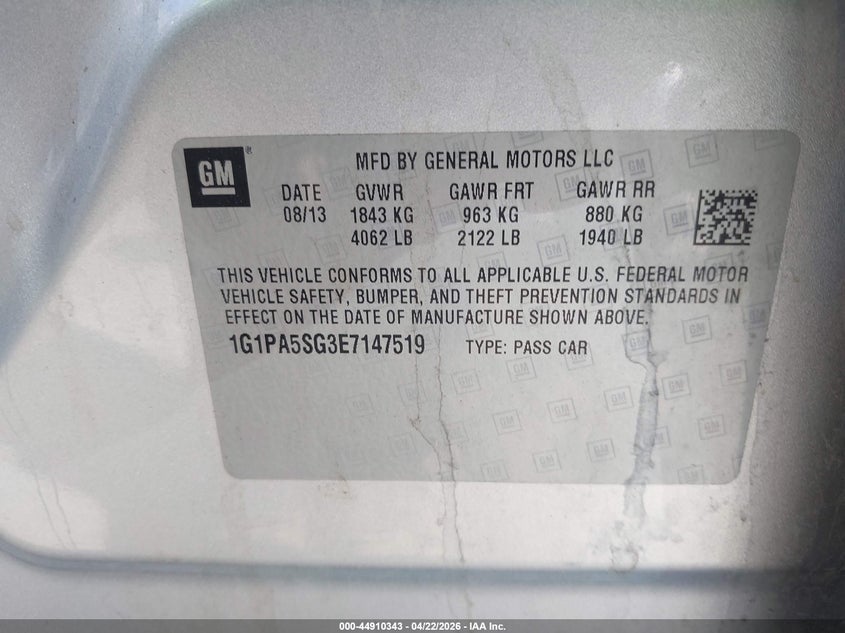 GM
MFD BY GENERAL MOTORS LLC
DATE GVWR GAWR FRT GAWR RR
08/13 1843 KG 963 KG 880 KG
4062 LB 2122 LB 1940 LB
THIS VEHICLE CONFORMS TO ALL APPLICABLE U.S. FEDERAL MOTOR
VEHICLE SAFETY, BUMPER, AND THEFT PREVENTION STANDARDS IN
EFFECT ON THE DATE OF MANUFACTURE SHOWN ABOVE.
1G1PA5SG3E7147519 TYPE: PASS CAR
000-44910343 - 04/22/2026 - IAA Inc.